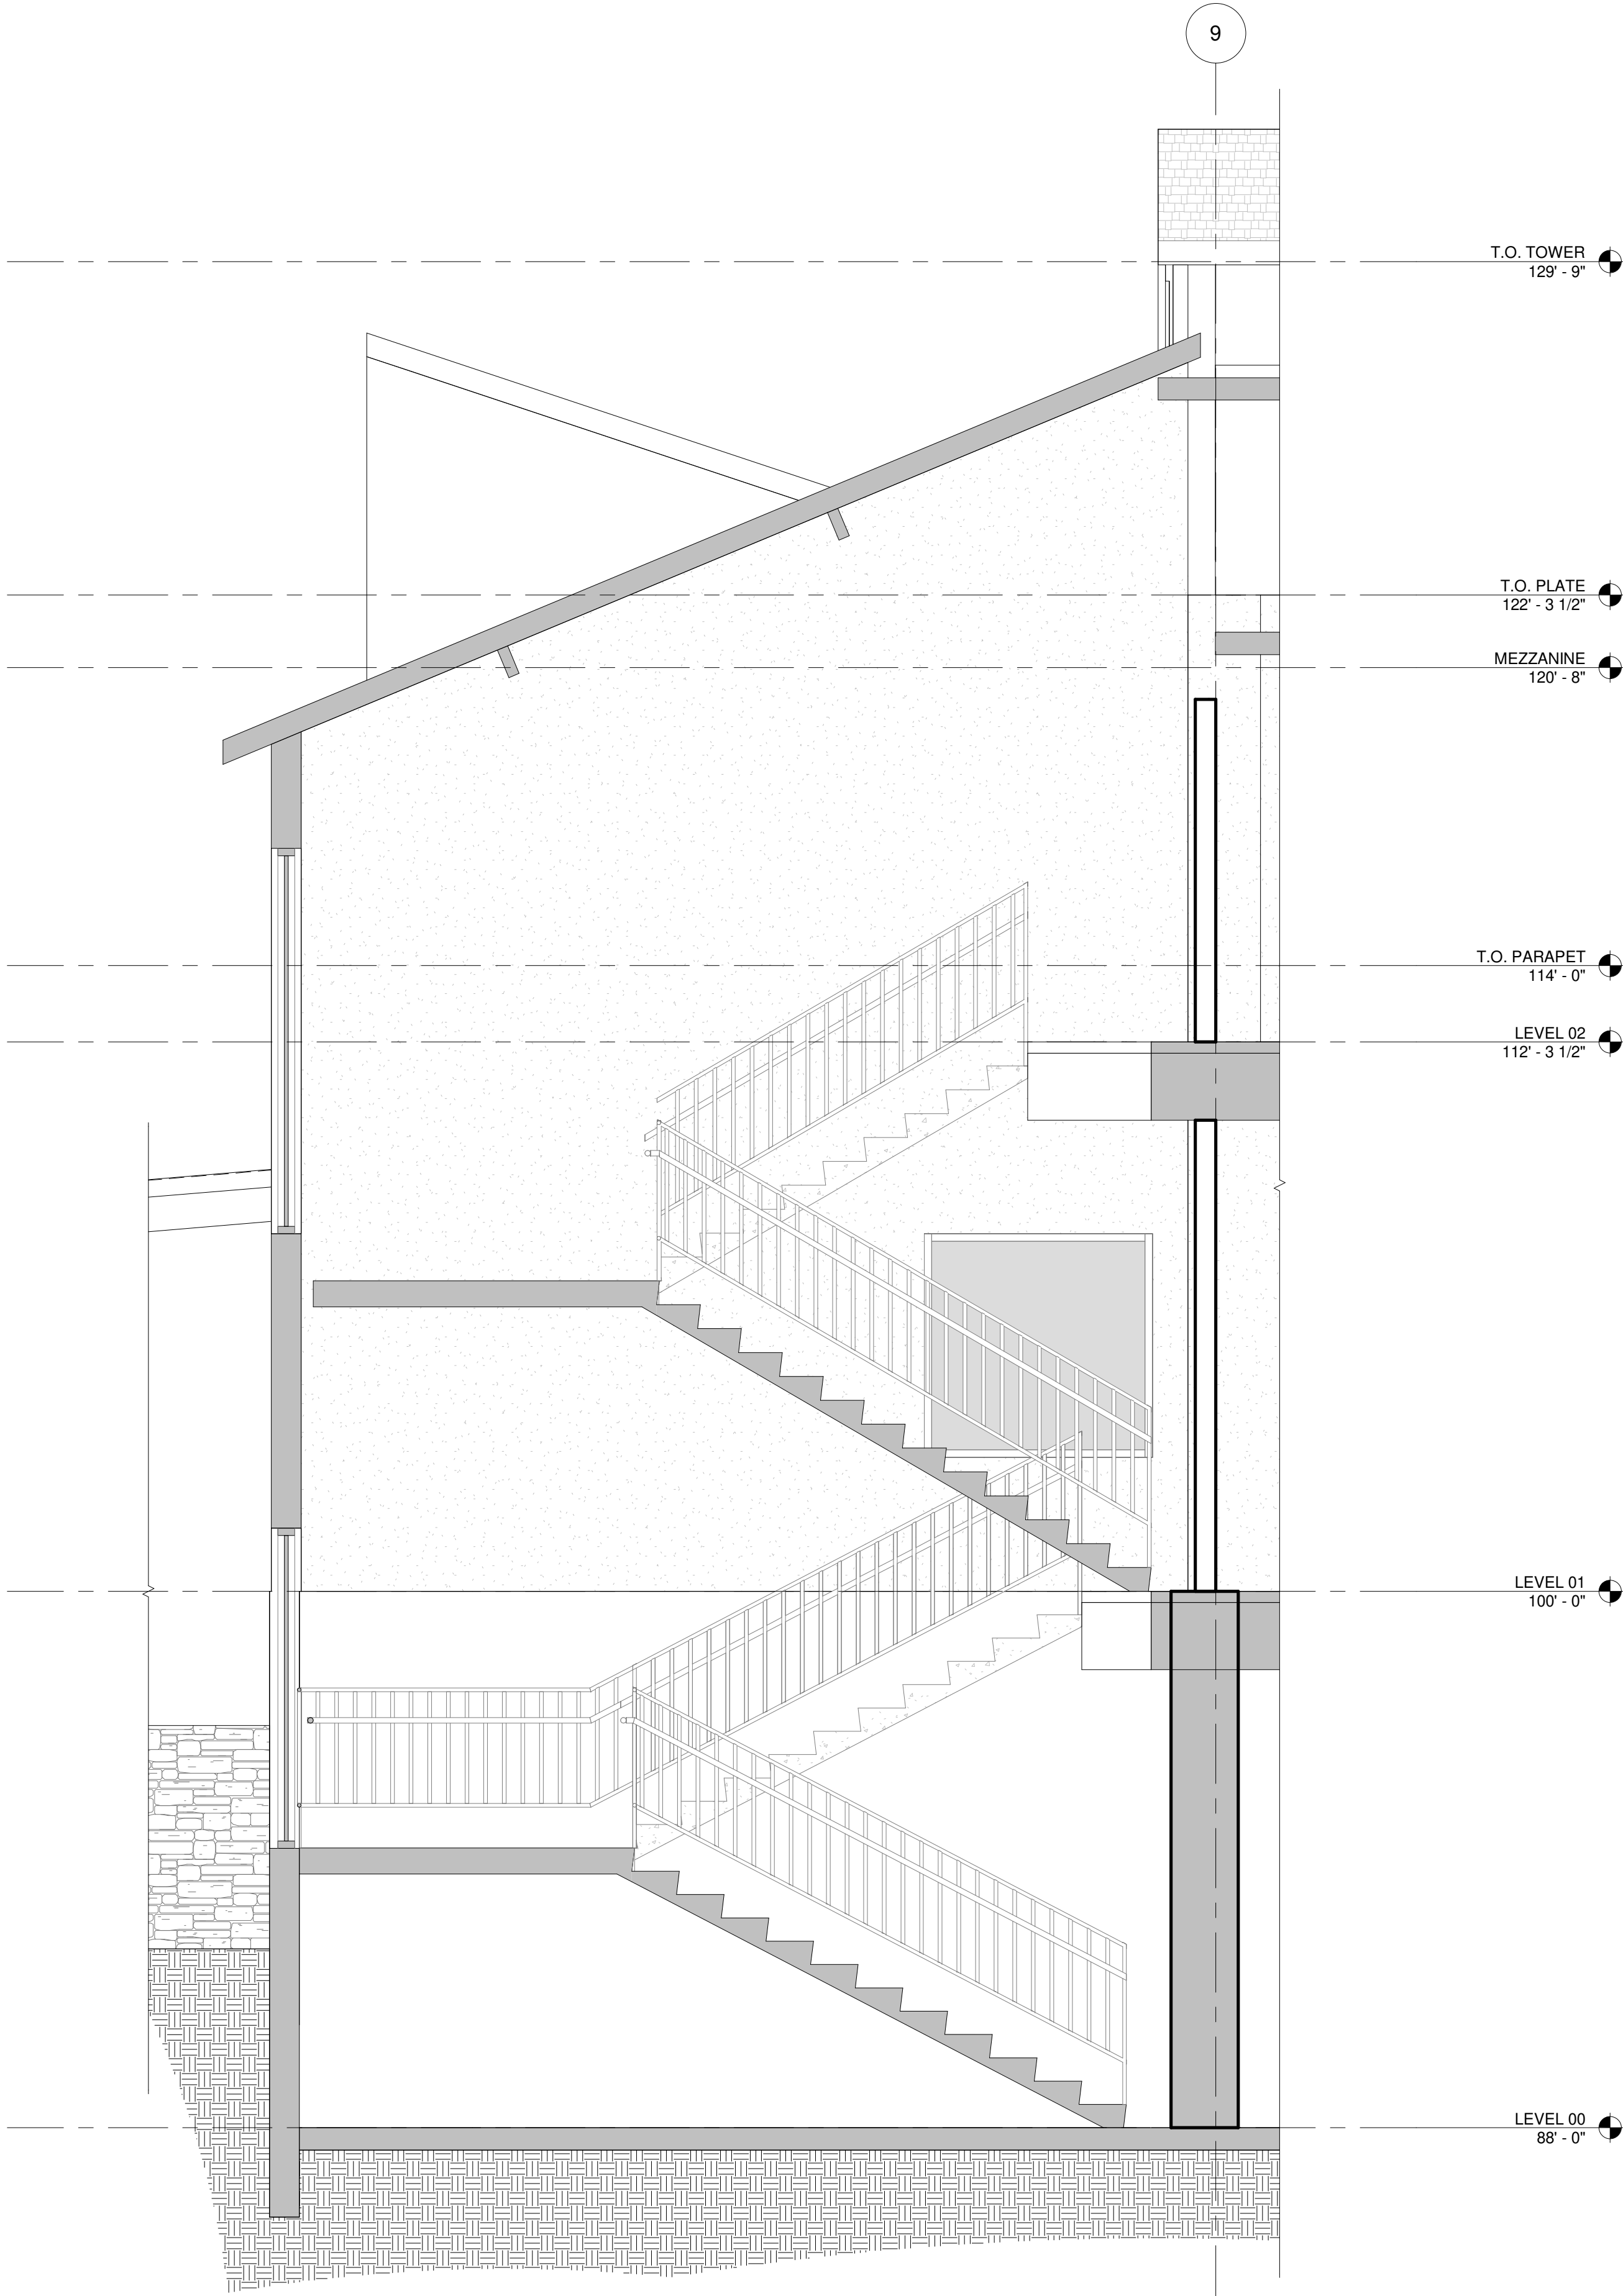 9
T.O. TOWER
129' - 9"
T.O. PLATE
122' - 3 1/2"
MEZZANINE
120' - 8"
T.O. PARAPET
114' - 0"
LEVEL 02
112' - 3 1/2"
LEVEL 01
100' - 0"
LEVEL 00
88' - 0"